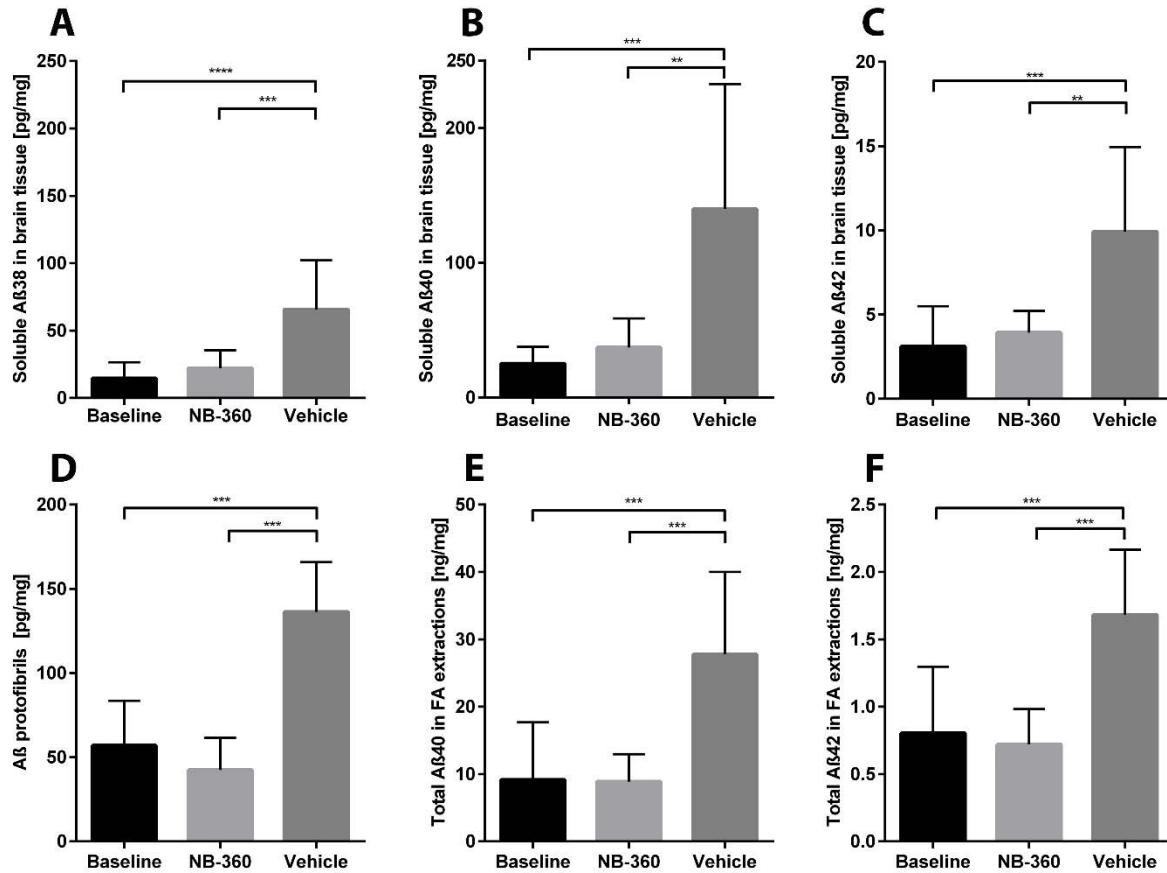 A
Soluble Aß38 in brain tissue [pg/mg]
250
200
150
100
50
0
****
***
Baseline NB-360 Vehicle
B
Soluble Aß40 in brain tissue [pg/mg]
250
200
150
100
0
***
**
Baseline NB-360 Vehicle
C
Soluble Aß42 in brain tissue [pg/mg]
20
15
10
5
0
***
**
Baseline NB-360 Vehicle
D
Aß protofibrils [pg/mg]
200
150
100
50
0
***
***
Baseline NB-360 Vehicle
E
Total Aß40 in FA extractions [ng/mg]
50
40
30
20
10
0
***
***
Baseline NB-360 Vehicle
F
Total Aß42 in FA extractions [ng/mg]
2.5
2.0
1.5
1.0
0.5
0.0
***
***
Baseline NB-360 Vehicle